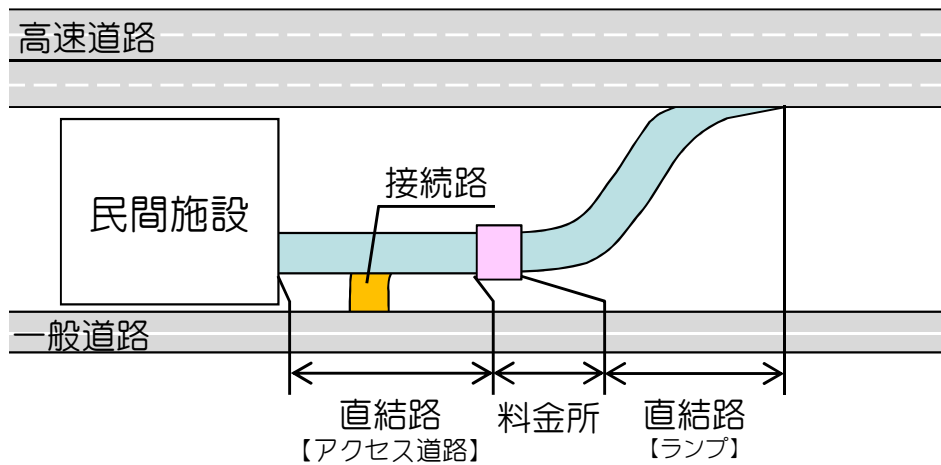 高速道路
接続路
民間施設
一般道路
直結路
【アクセス道路】
料金所
直結路
【ランプ】